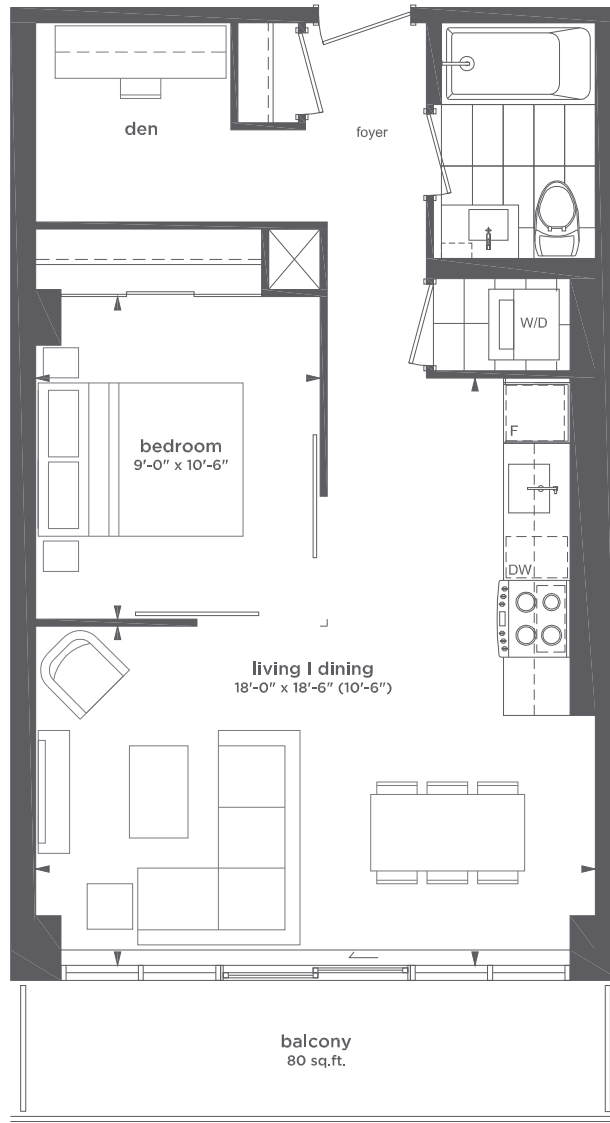 den
foyer
W/D
F
bedroom
9'-0" x 10'-6"
DW
living | dining
18'-0" x 18'-6" (10'-6")
balcony
80 sq.ft.